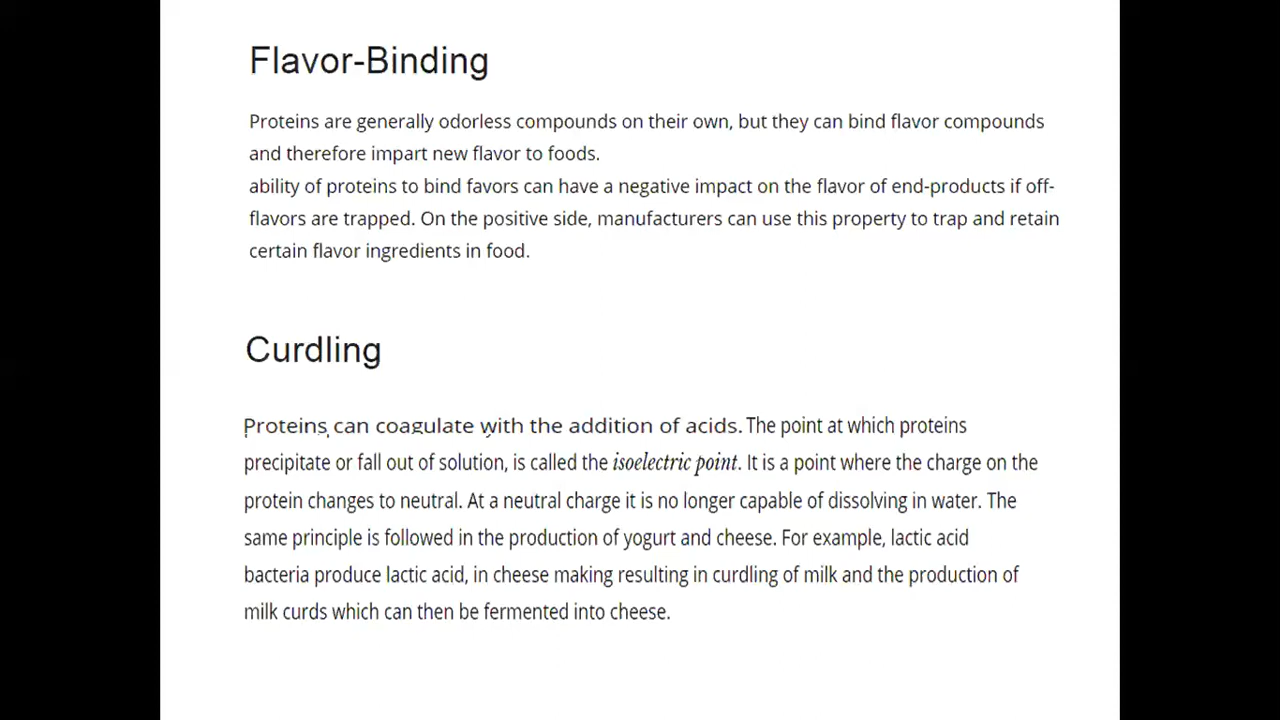 Flavor-Binding
Proteins are generally odorless compounds on their own, but they can bind flavor compounds
and therefore impart new flavor to foods.
ability of proteins to bind favors can have a negative impact on the flavor of end-products if off-
flavors are trapped. On the positive side, manufacturers can use this property to trap and retain
certain flavor ingredients in food.
Curdling
Proteins can coagulate with the addition of acids. The point at which proteins
precipitate or fall out of solution, is called the isoelectric point. It is a point where the charge on the
protein changes to neutral. At a neutral charge it is no longer capable of dissolving in water. The
same principle is followed in the production of yogurt and cheese. For example, lactic acid
bacteria produce lactic acid, in cheese making resulting in curdling of milk and the production of
milk curds which can then be fermented into cheese.